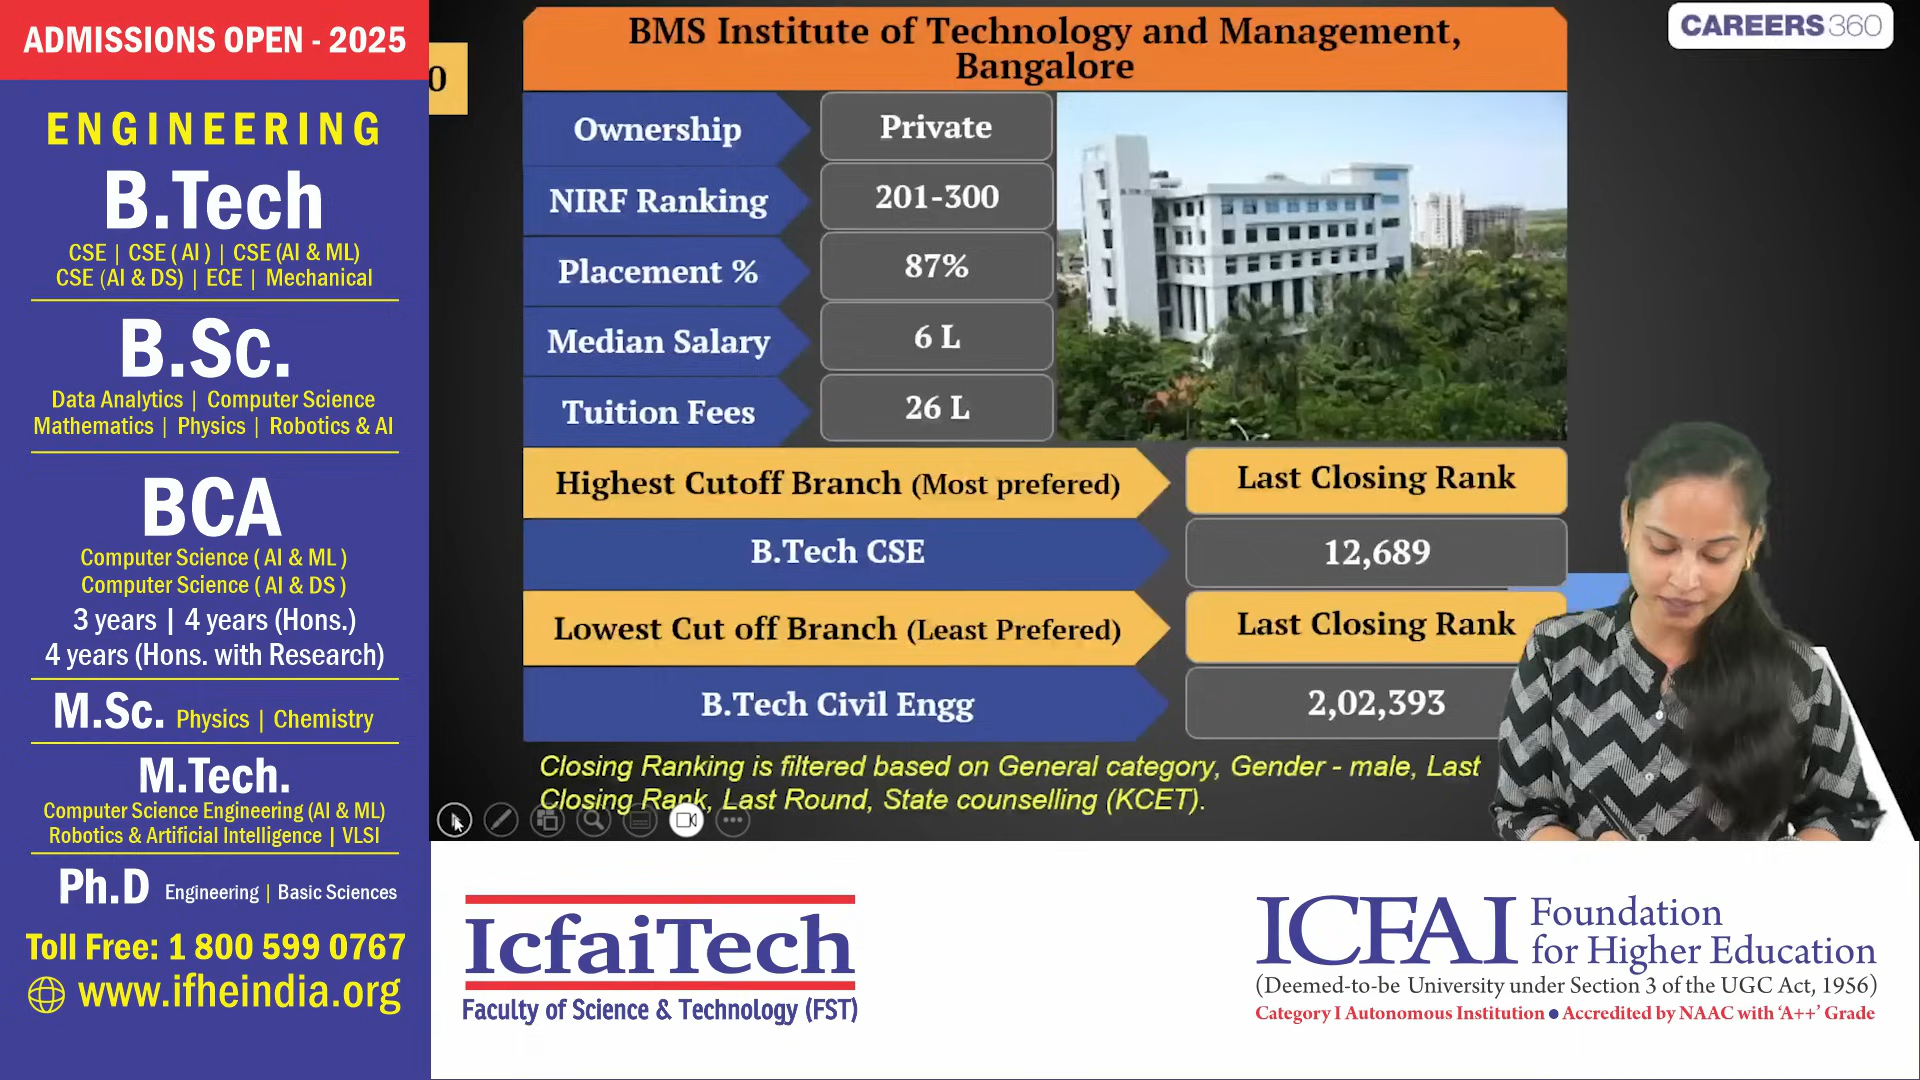 ADMISSIONS OPEN - 2025
ENGINEERING
B.Tech
CSE | CSE ( AI ) | CSE (AI & ML)
CSE (AI & DS) | ECE | Mechanical
B.Sc.
Data Analytics | Computer Science
Mathematics | Physics | Robotics & AI
BCA
Computer Science ( AI & ML )
Computer Science ( AI & DS )
3 years | 4 years (Hons.)
4 years (Hons. with Research)
M.Sc. Physics | Chemistry
M.Tech.
Computer Science Engineering (AI & ML)
Robotics & Artificial Intelligence | VLSI
Ph.D Engineering | Basic Sciences
Toll Free: 1 800 599 0767
www.ifheindia.org
0
BMS Institute of Technology and Management,
Bangalore
CAREERS360
Ownership Private
NIRF Ranking 201-300
Placement % 87%
Median Salary 6 L
Tuition Fees 26 L
Highest Cutoff Branch (Most prefered) Last Closing Rank
B.Tech CSE 12,689
Lowest Cut off Branch (Least Prefered) Last Closing Rank
B.Tech Civil Engg 2,02,393
Closing Ranking is filtered based on General category, Gender - male, Last
Closing Rank, Last Round, State counselling (KCET).
IcfaiTech
Faculty of Science & Technology (FST)
ICFAI Foundation
for Higher Education
(Deemed-to-be University under Section 3 of the UGC Act, 1956)
Category I Autonomous Institution ● Accredited by NAAC with ‘A++’ Grade